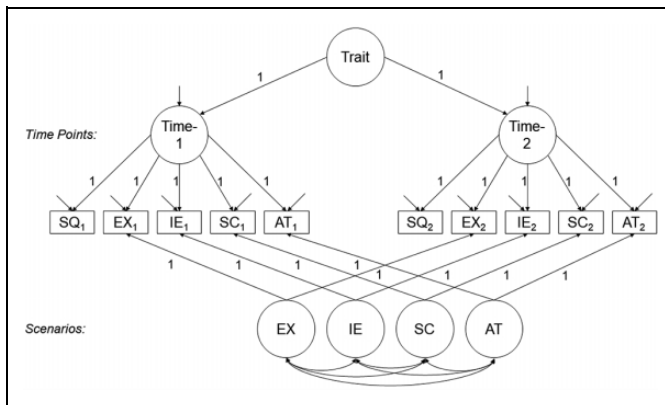 Trait
1 1
Time Points:
Time-
1
Time-
2
1 1 1 1 1 1 1 1 1 1
SQ₁ EX₁ IE₁ SC₁ AT₁ SQ₂ EX₂ IE₂ SC₂ AT₂
1 1 1 1 1 1 1 1
Scenarios:
EX IE SC AT